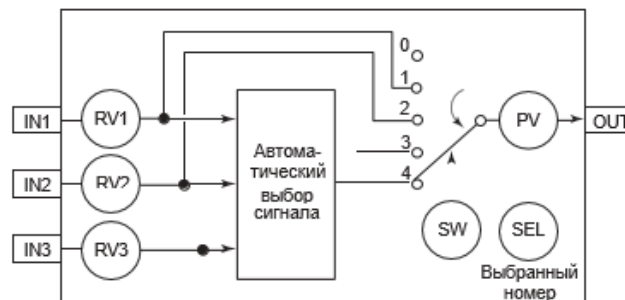 0
1
2
3
4
IN1
RV1
PV
OUT
IN2
RV2
Автома-
тический
выбор
сигнала
IN3
RV3
SW
SEL
Выбранный
номер